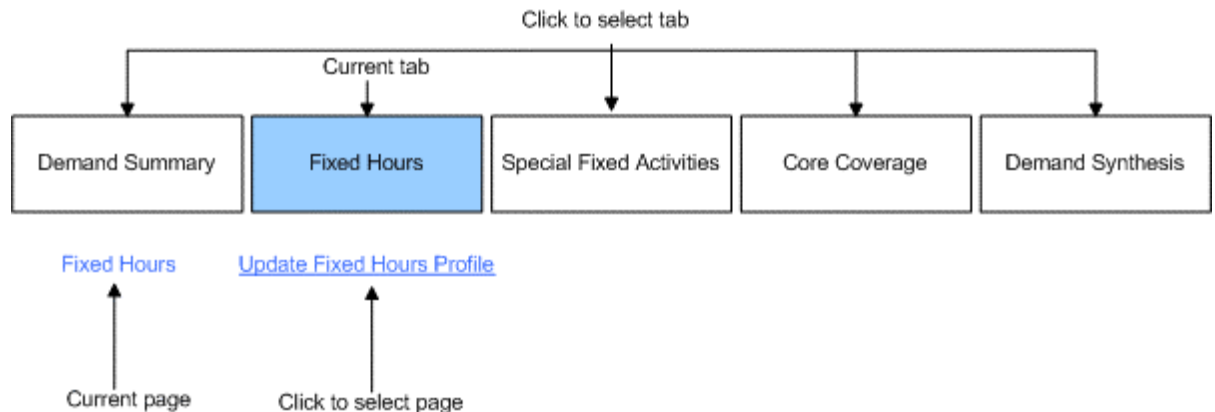 Click to select tab
Current tab
Demand Summary
Fixed Hours
Special Fixed Activities
Core Coverage
Demand Synthesis
Fixed Hours
Update Fixed Hours Profile
Current page
Click to select page